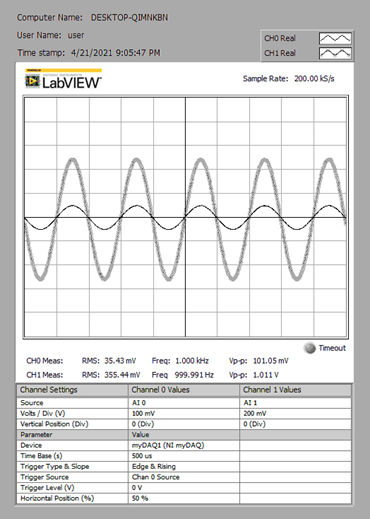 Computer Name: DESKTOP-QIMNKBN
User Name: user
Time stamp: 4/21/2021 9:05:47 PM
CH0 Real
CH1 Real
LabVIEW™
Sample Rate: 200.00 kS/s
Timeout
CH0 Meas: RMS: 35.43 mV Freq: 1.000 kHz Vp-p: 101.05 mV
CH1 Meas: RMS: 355.44 mV Freq 999.991 Hz Vp-p: 1.011 V
Channel Settings Channel 0 Values Channel 1 Values
Source AI 0 AI 1
Volts / Div (V) 100 mV 200 mV
Vertical Position (Div) 0 (Div) 0 (Div)
Parameter Value
Device myDAQ1 (NI myDAQ)
Time Base (s) 500 us
Trigger Type & Slope Edge & Rising
Trigger Source Chan 0 Source
Trigger Level (V) 0 V
Horizontal Position (%) 50 %